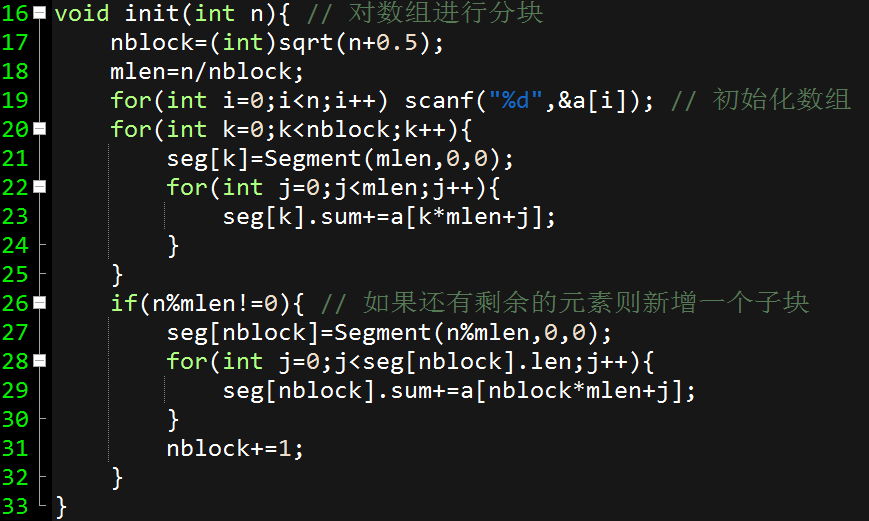 16 void init(int n){ // 对数组进行分块
17     nblock=(int)sqrt(n+0.5);
18     mlen=n/nblock;
19     for(int i=0;i<n;i++) scanf("%d",&a[i]); // 初始化数组
20     for(int k=0;k<nblock;k++){
21         seg[k]=Segment(mlen,0,0);
22         for(int j=0;j<mlen;j++){
23             seg[k].sum+=a[k*mlen+j];
24         }
25     }
26     if(n%mlen!=0){ // 如果还有剩余的元素则新增一个子块
27         seg[nblock]=Segment(n%mlen,0,0);
28         for(int j=0;j<seg[nblock].len;j++){
29             seg[nblock].sum+=a[nblock*mlen+j];
30         }
31         nblock+=1;
32     }
33 }